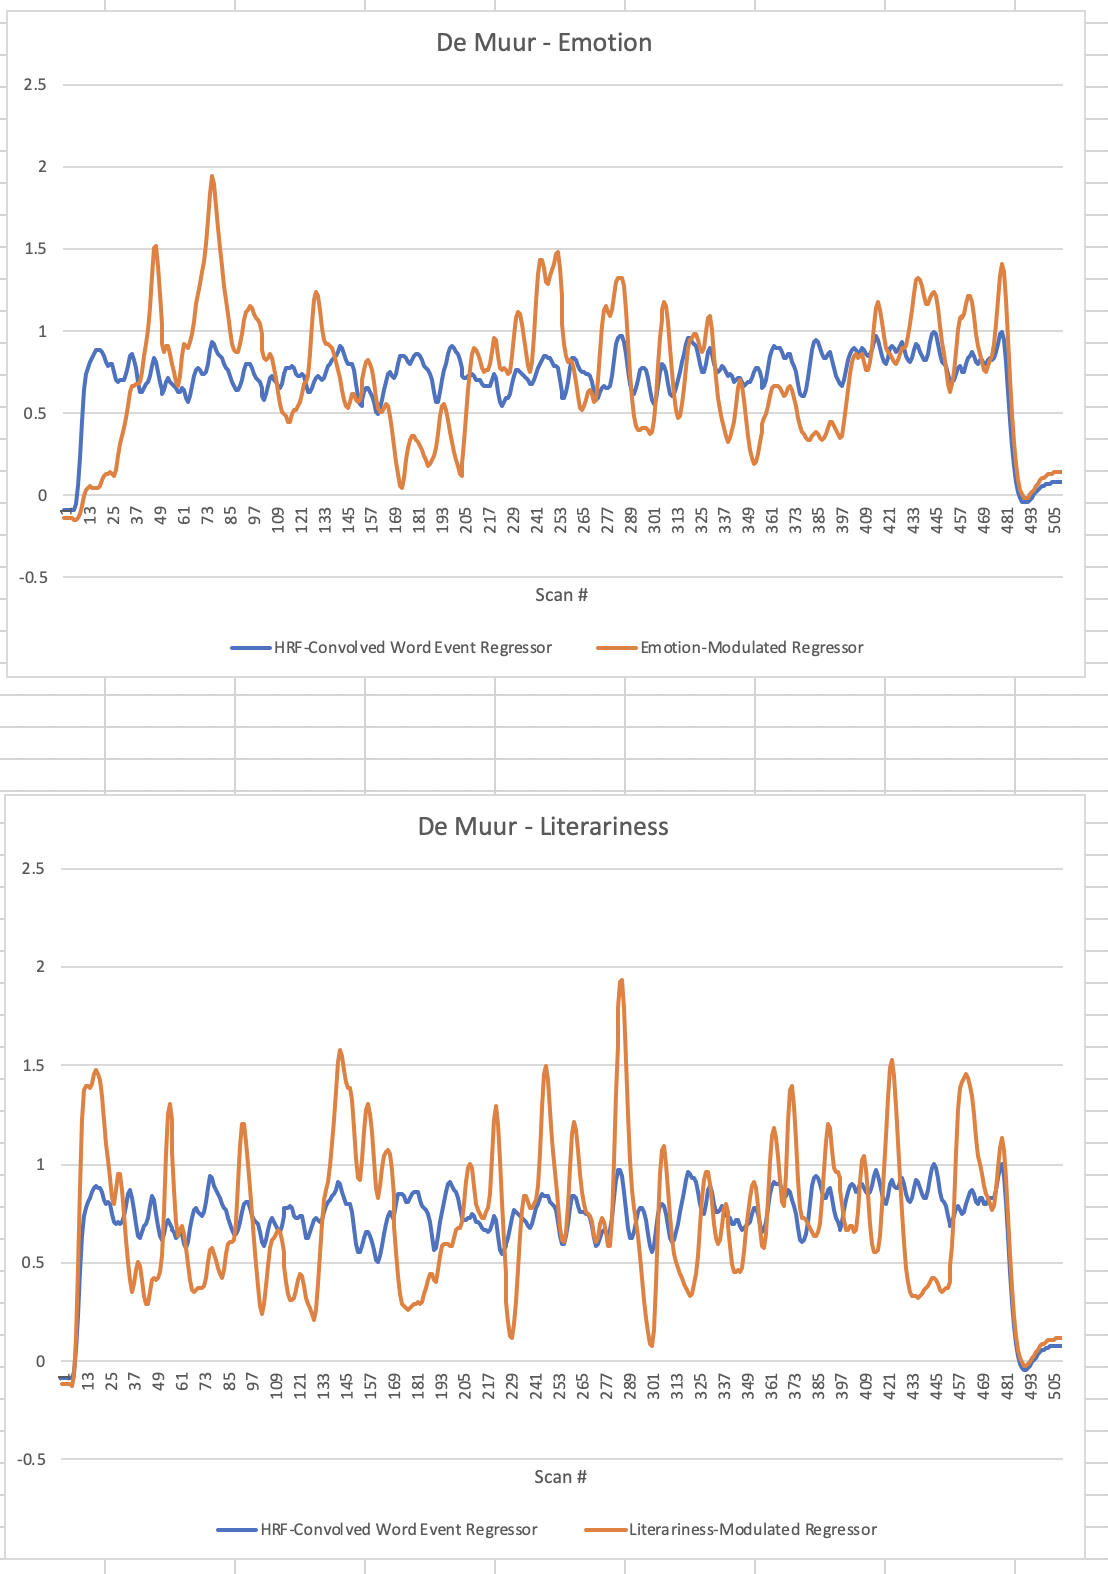 De Muur - Emotion
2.5
2
1.5
1
0.5
0
-0.5
1 13 25 37 49 61 73 85 97 109 121 133 145 157 169 181 193 205 217 229 241 253 265 277 289 301 313 325 337 349 361 373 385 397 409 421 433 445 457 469 481 493 505
Scan #
HRF-Convolved Word Event Regressor Emotion-Modulated Regressor
De Muur - Literariness
2.5
2
1.5
1
0.5
0
-0.5
1 13 25 37 49 61 73 85 97 109 121 133 145 157 169 181 193 205 217 229 241 253 265 277 289 301 313 325 337 349 361 373 385 397 409 421 433 445 457 469 481 493 505
Scan #
HRF-Convolved Word Event Regressor Literariness-Modulated Regressor